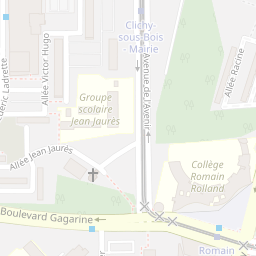 Clichy-
sous-Bois
- Mairie
Allée Victor Hugo
Avenue de l'Avenir
Allée Racine
Groupe
scolaire
Jean Jaurès
Allée Jean Jaurès
Collège
Romain
Rolland
Boulevard Gagarine
Romain